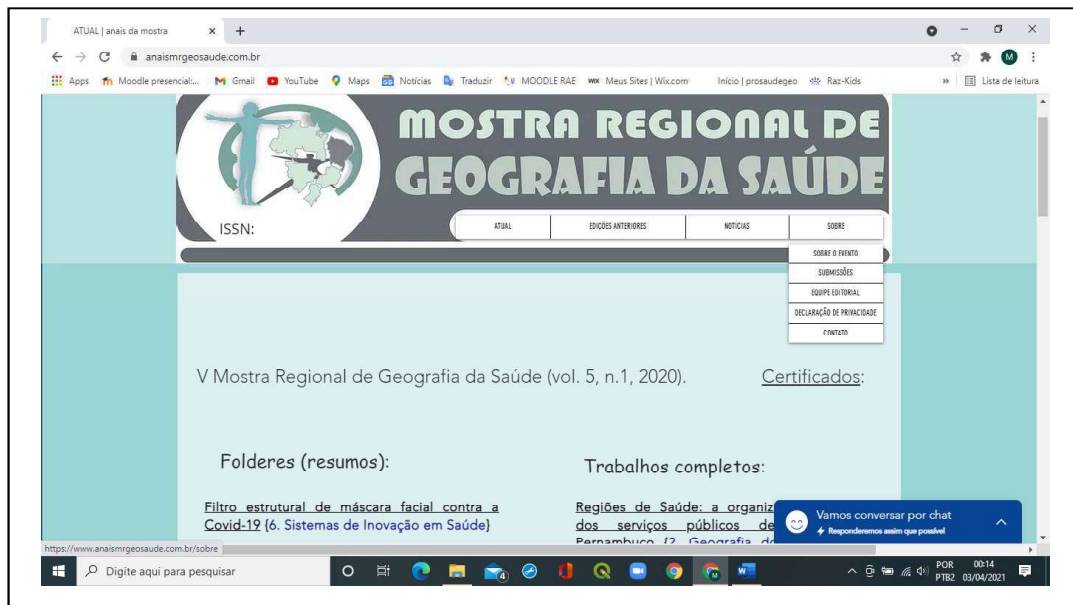 ATUAL | anais da mostra
anaismrgeosaude.com.br
Apps Moodle presencial:... Gmail YouTube Maps Notícias Traduzir MOODLE RAE WIX Meus Sites | Wix.com Início | prosaudegeo Raz-Kids » Lista de leitura
MOSTRA REGIONAL DE
GEOGRAFIA DA SAÚDE
ISSN:
ATUAL EDIÇÕES ANTERIORES NOTÍCIAS SOBRE
SOBRE O EVENTO
SUBMISSÕES
EQUIPE EDITORIAL
DECLARAÇÃO DE PRIVACIDADE
CONTATO
V Mostra Regional de Geografia da Saúde (vol. 5, n.1, 2020). Certificados:
Folderes (resumos): Trabalhos completos:
Filtro estrutural de máscara facial contra a
Covid-19 {6. Sistemas de Inovação em Saúde}
Regiões de Saúde: a organiz
dos serviços públicos de
Pernambuco {2. Geografia do
Vamos conversar por chat
Responderemos assim que possível
https://www.anaismrgeosaude.com.br/sobre
Digite aqui para pesquisar
4
POR 00:14
PTB2 03/04/2021